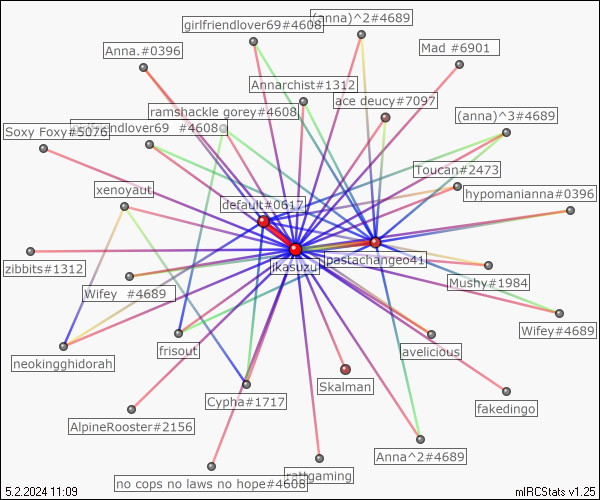 girlfriendlover69#4608
(anna)^2#4689
Anna.#0396
Mad #6901
Annarchist#1312
ace deucy#7097
ramshackle gorey#4608
(anna)^3#4689
Soxy Foxy#5076
girlfriendlover69 #4608
Toucan#2473
xenoyaut
hypomanianna#0396
default#0617
pastachangeo41
jkasuzu
zibbits#1312
Mushy#1984
Wifey #4689
Wifey#4689
frisout
avelicious
neokingghidorah
Skalman
Cypha#1717
fakedingo
AlpineRooster#2156
Anna^2#4689
rattgaming
no cops no laws no hope#4608
5.2.2024 11:09
mIRCStats v1.25